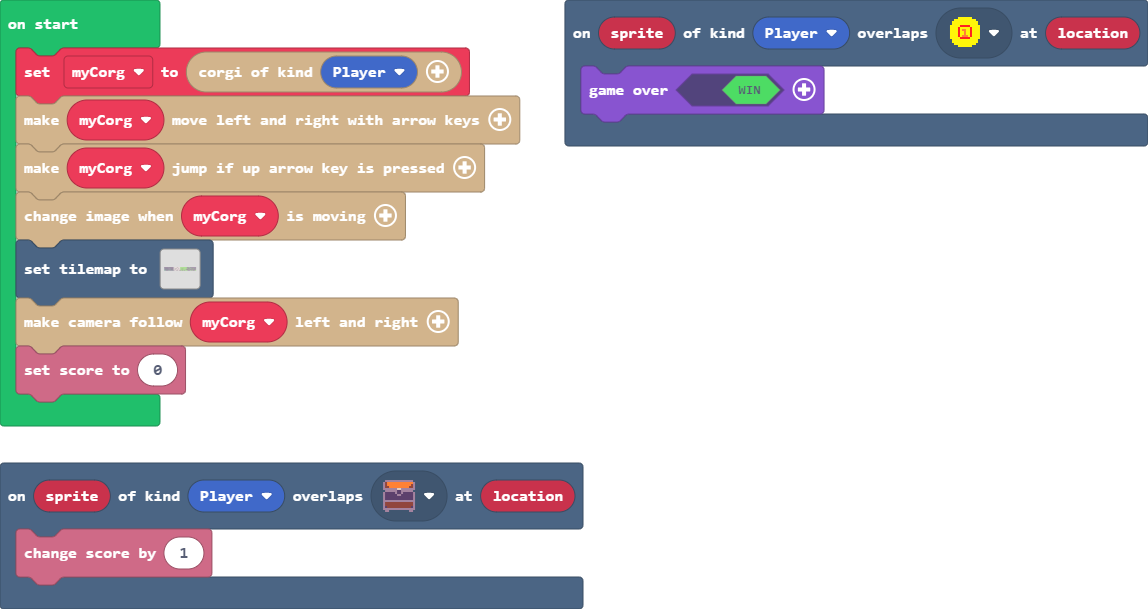 on start
set myCorg to corgi of kind Player
make myCorg move left and right with arrow keys
make myCorg jump if up arrow key is pressed
change image when myCorg is moving
set tilemap to
make camera follow myCorg left and right
set score to 0
on sprite of kind Player overlaps 1 at location
game over WIN
on sprite of kind Player overlaps at location
change score by 1